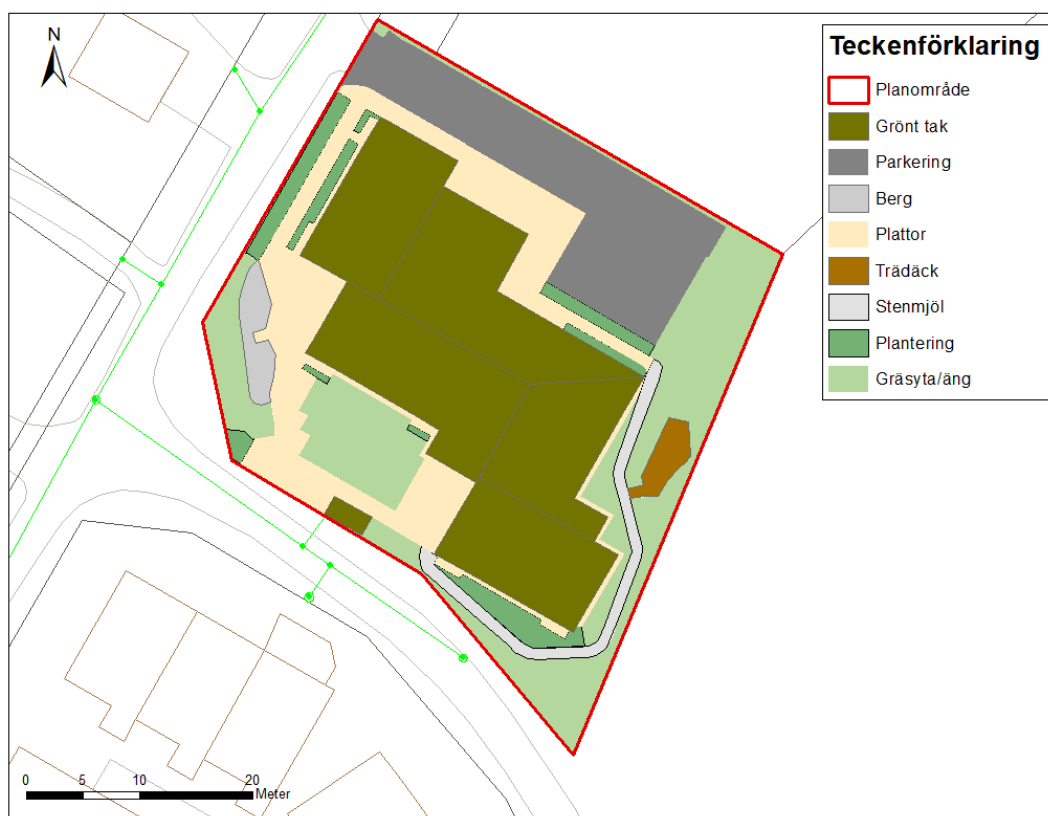 N
Teckenförklaring
Planområde
Grönt tak
Parkering
Berg
Plattor
Trädäck
Stenmjöl
Plantering
Gräsyta/äng
0 5 10 20
Meter